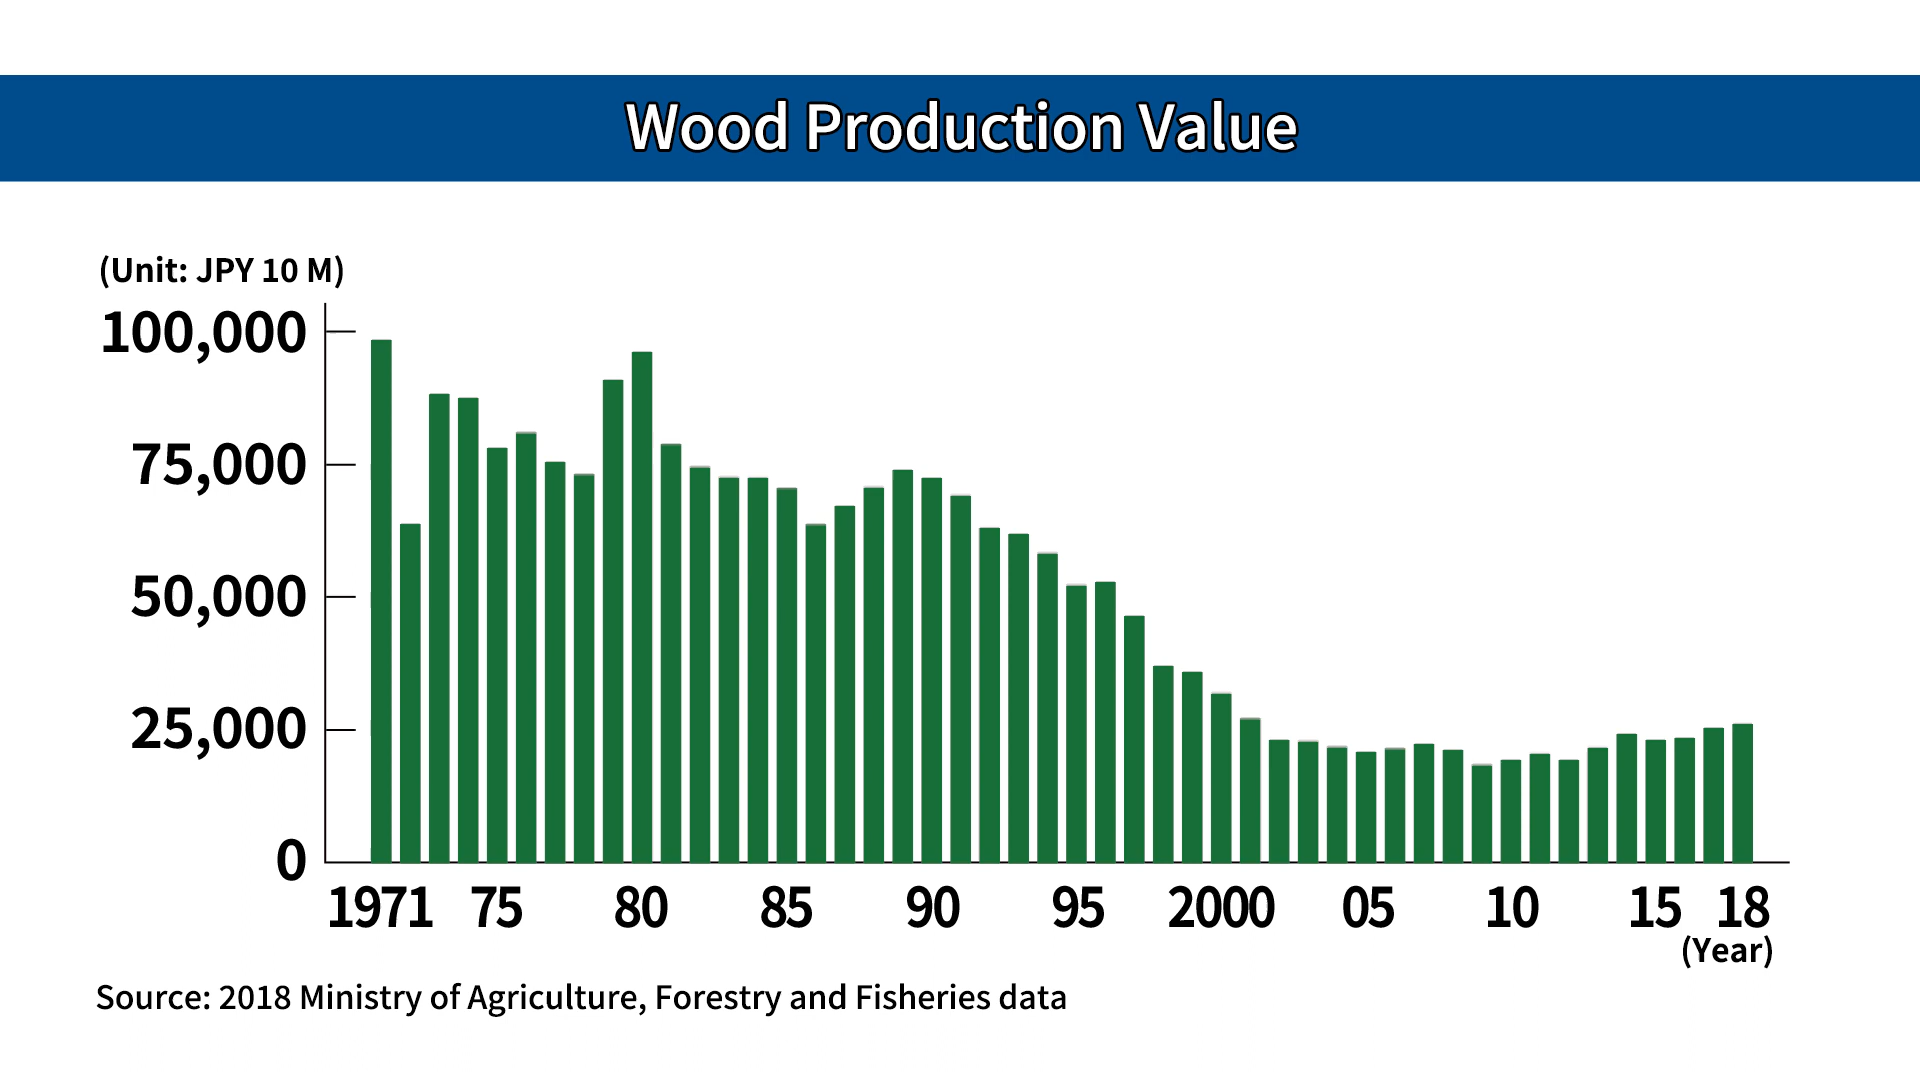 Wood Production Value
(Unit: JPY 10 M)
100,000
75,000
50,000
25,000
0
1971 75 80 85 90 95 2000 05 10 15 18
(Year)
Source: 2018 Ministry of Agriculture, Forestry and Fisheries data